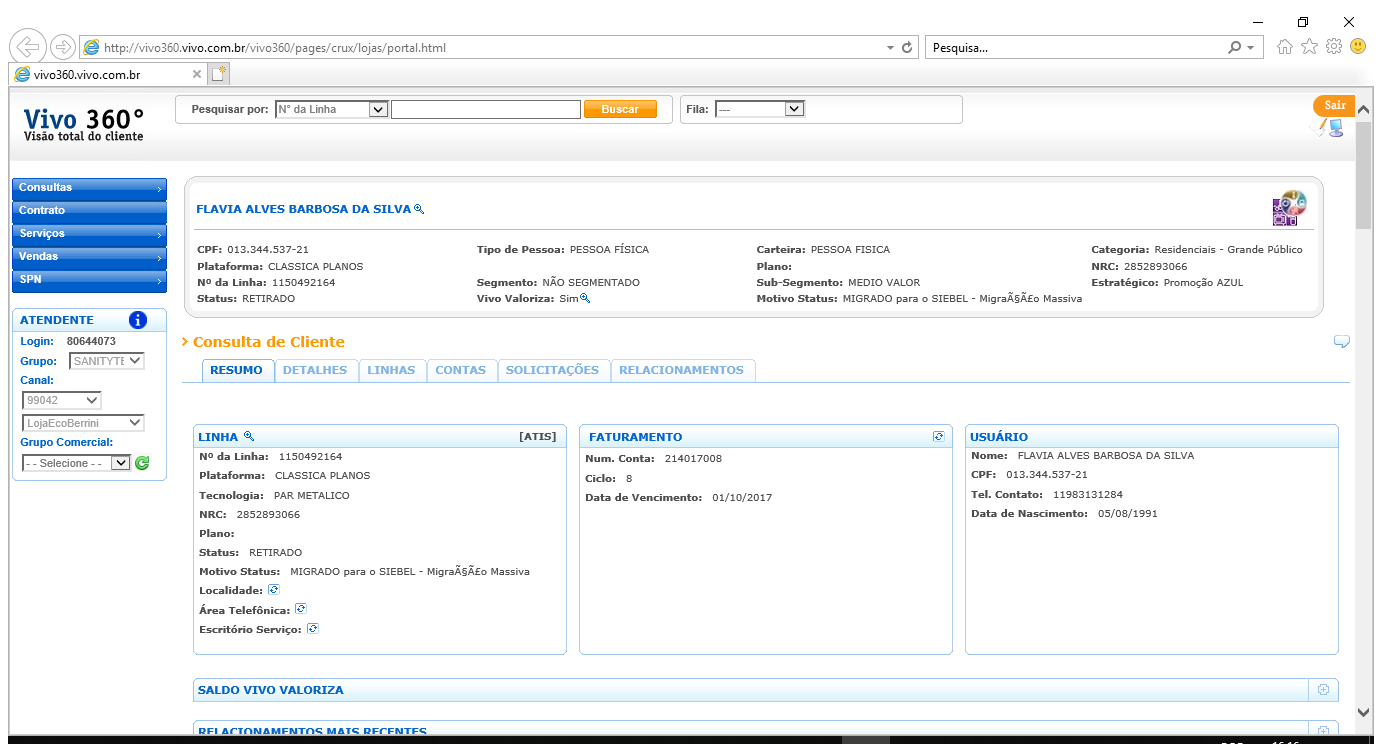 http://vivo360.vivo.com.br/vivo360/pages/crux/lojas/portal.html
Pesquisa...
vivo360.vivo.com.br
Vivo 360°
Visão total do cliente
Pesquisar por: N° da Linha Buscar
Fila: ---
Sair
Consultas
Contrato
Serviços
Vendas
SPN
ATENDENTE
Login: 80644073
Grupo: SANITYTE
Canal:
99042
LojaEcoBerrini
Grupo Comercial:
- - Selecione - -
FLAVIA ALVES BARBOSA DA SILVA
CPF: 013.344.537-21 Tipo de Pessoa: PESSOA FÍSICA Carteira: PESSOA FISICA Categoria: Residenciais - Grande Público
Plataforma: CLASSICA PLANOS Plano: NRC: 2852893066
Nº da Linha: 1150492164 Segmento: NÃO SEGMENTADO Sub-Segmento: MEDIO VALOR Estratégico: Promoção AZUL
Status: RETIRADO Vivo Valoriza: Sim Motivo Status: MIGRADO para o SIEBEL - MigraÃ§Ã£o Massiva
Consulta de Cliente
RESUMO DETALHES LINHAS CONTAS SOLICITAÇÕES RELACIONAMENTOS
LINHA [ATIS]
Nº da Linha: 1150492164
Plataforma: CLASSICA PLANOS
Tecnologia: PAR METALICO
NRC: 2852893066
Plano:
Status: RETIRADO
Motivo Status: MIGRADO para o SIEBEL - MigraÃ§Ã£o Massiva
Localidade:
Área Telefônica:
Escritório Serviço:
FATURAMENTO
Num. Conta: 214017008
Ciclo: 8
Data de Vencimento: 01/10/2017
USUÁRIO
Nome: FLAVIA ALVES BARBOSA DA SILVA
CPF: 013.344.537-21
Tel. Contato: 11983131284
Data de Nascimento: 05/08/1991
SALDO VIVO VALORIZA
RELACIONAMENTOS MAIS RECENTES